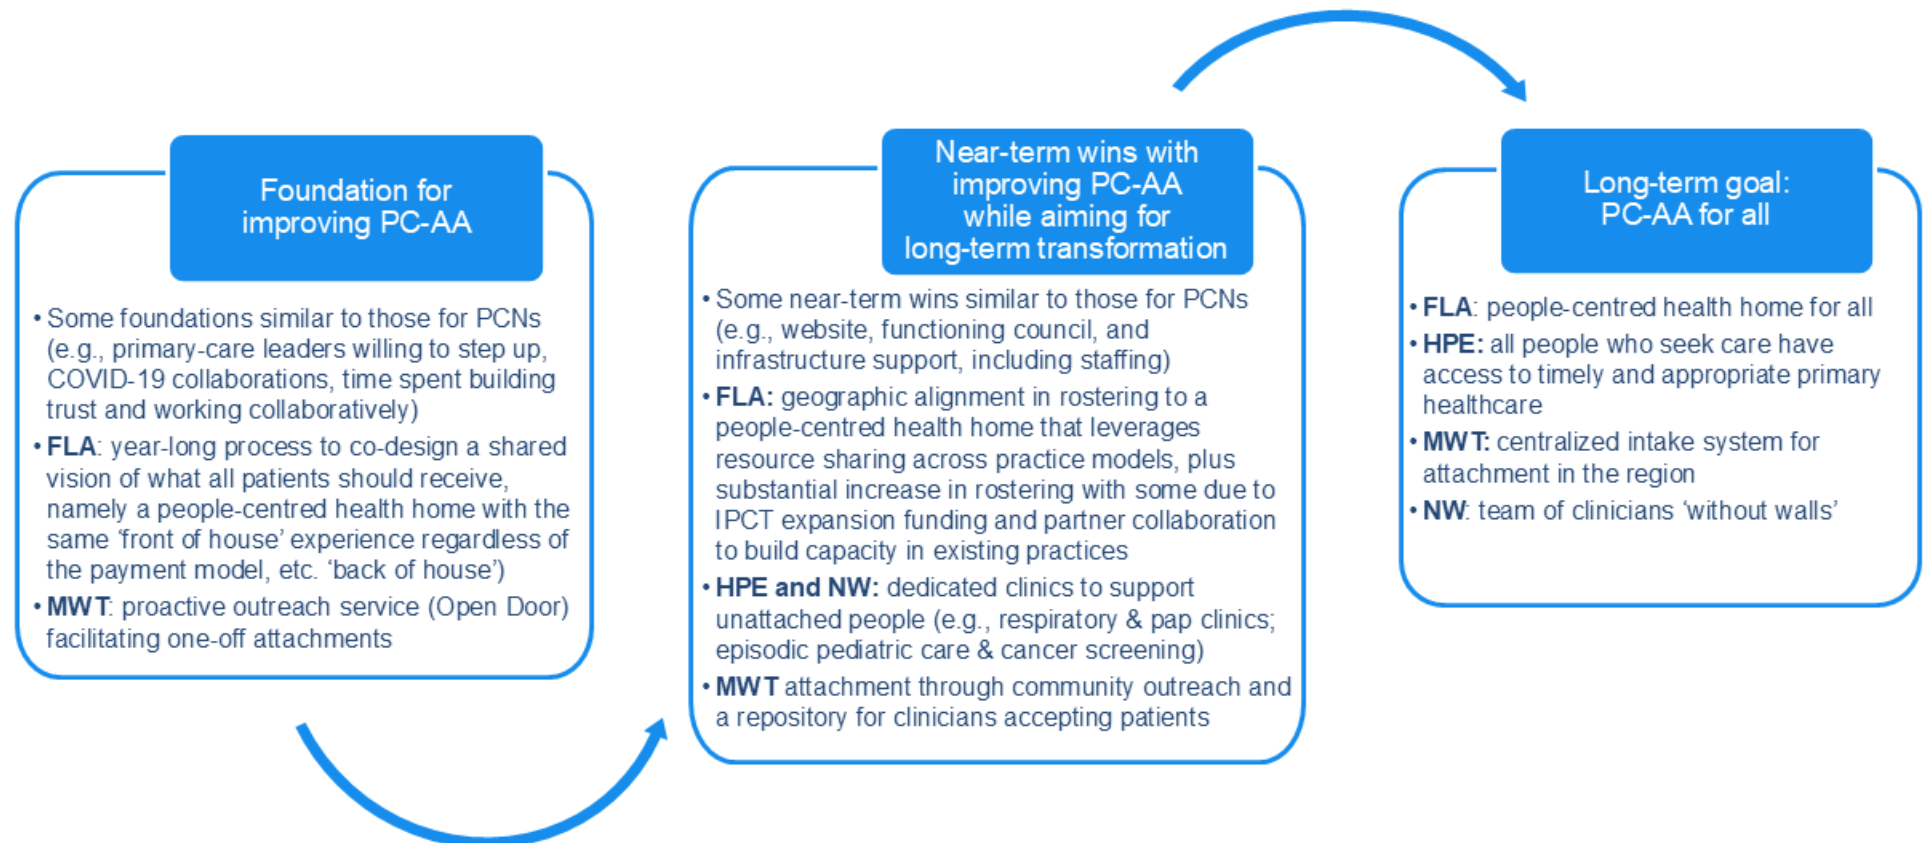 Foundation for
improving PC-AA
• Some foundations similar to those for PCNs
(e.g., primary-care leaders willing to step up,
COVID-19 collaborations, time spent building
trust and working collaboratively)
• FLA: year-long process to co-design a shared
vision of what all patients should receive,
namely a people-centred health home with the
same ‘front of house’ experience regardless of
the payment model, etc. ‘back of house’)
• MWT: proactive outreach service (Open Door)
facilitating one-off attachments
Near-term wins with
improving PC-AA
while aiming for
long-term transformation
• Some near-term wins similar to those for PCNs
(e.g., website, functioning council, and
infrastructure support, including staffing)
• FLA: geographic alignment in rostering to a
people-centred health home that leverages
resource sharing across practice models, plus
substantial increase in rostering with some due to
IPCT expansion funding and partner collaboration
to build capacity in existing practices
• HPE and NW: dedicated clinics to support
unattached people (e.g., respiratory & pap clinics;
episodic pediatric care & cancer screening)
• MWT attachment through community outreach and
a repository for clinicians accepting patients
Long-term goal:
PC-AA for all
• FLA: people-centred health home for all
• HPE: all people who seek care have
access to timely and appropriate primary
healthcare
• MWT: centralized intake system for
attachment in the region
• NW: team of clinicians ‘without walls’